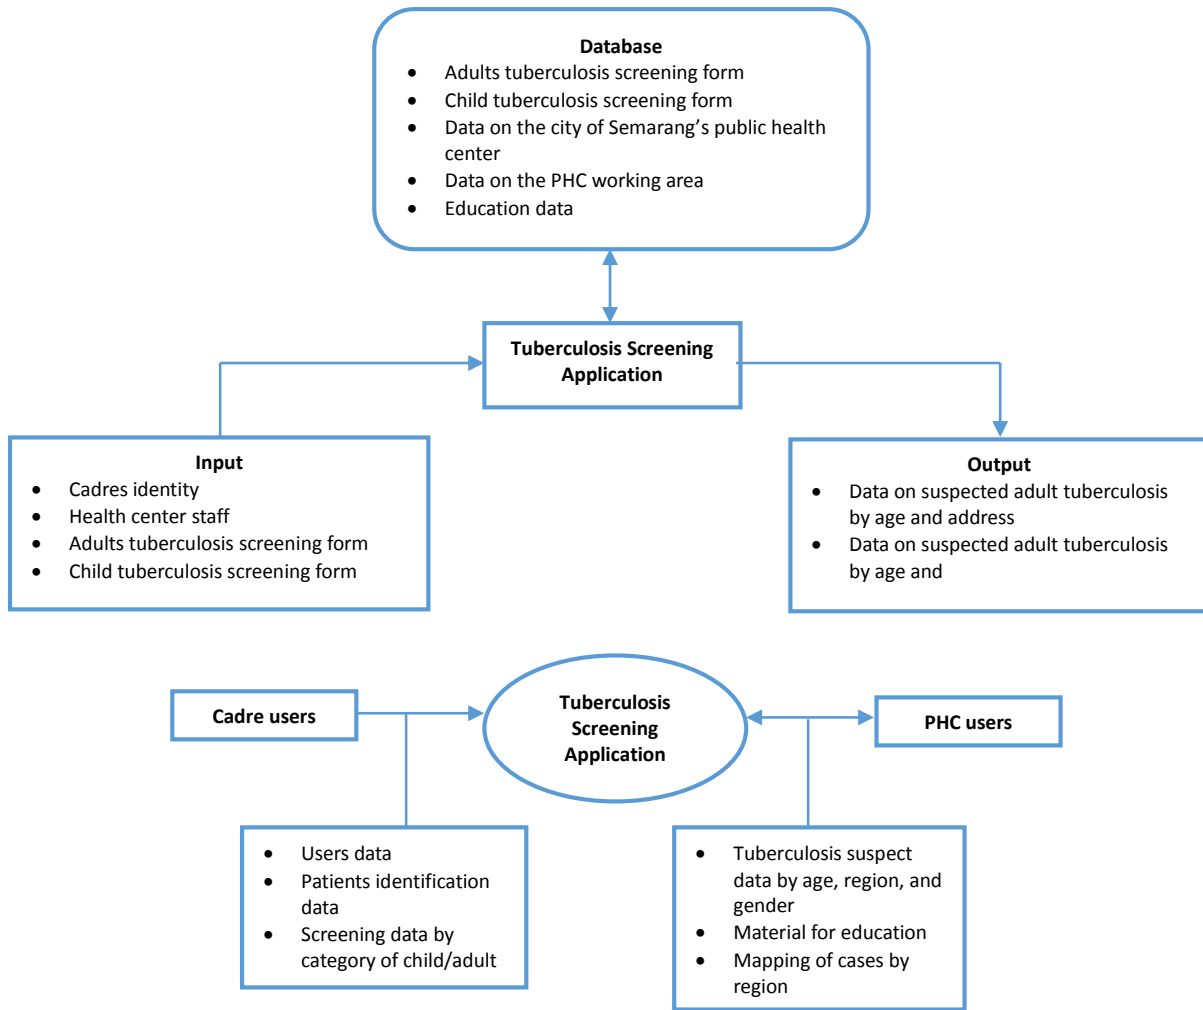 Database
• Adults tuberculosis screening form
• Child tuberculosis screening form
• Data on the city of Semarang’s public health
center
• Data on the PHC working area
• Education data
Tuberculosis Screening
Application
Input
• Cadres identity
• Health center staff
• Adults tuberculosis screening form
• Child tuberculosis screening form
Output
• Data on suspected adult tuberculosis
by age and address
• Data on suspected adult tuberculosis
by age and
Cadre users
Tuberculosis
Screening
Application
PHC users
• Users data
• Patients identification
data
• Screening data by
category of child/adult
• Tuberculosis suspect
data by age, region, and
gender
• Material for education
• Mapping of cases by
region